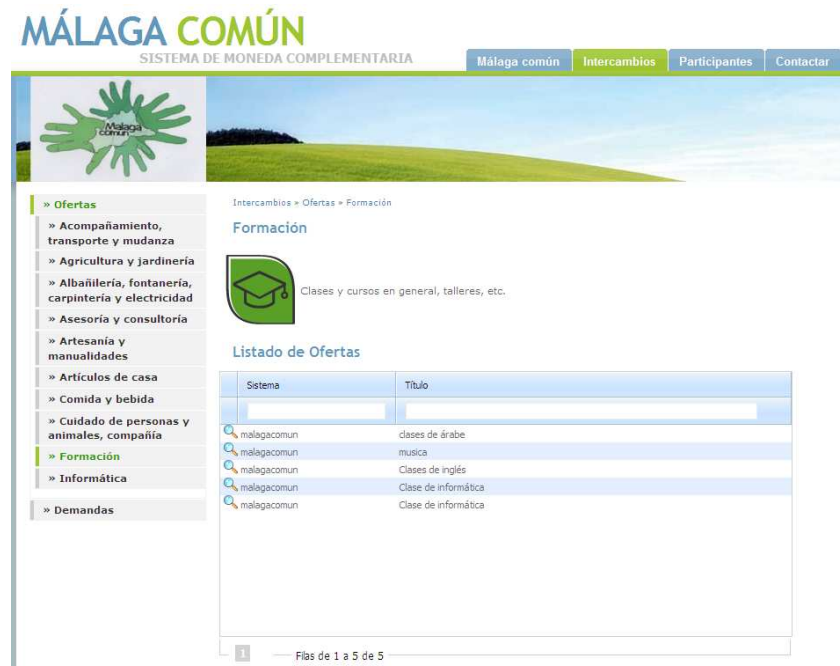 MÁLAGA COMÚN
SISTEMA DE MONEDA COMPLEMENTARIA
Málaga común
Intercambios
Participantes
Contactar
Malaga
común
» Ofertas
» Acompañamiento,
transporte y mudanza
» Agricultura y jardinería
» Albañilería, fontanería,
carpintería y electricidad
» Asesoría y consultoría
» Artesanía y
manualidades
» Artículos de casa
» Comida y bebida
» Cuidado de personas y
animales, compañía
» Formación
» Informática
» Demandas
Intercambios » Ofertas » Formación
Formación
Clases y cursos en general, talleres, etc.
Listado de Ofertas
Sistema Título
malagacomun clases de árabe
malagacomun musica
malagacomun Clases de inglés
malagacomun Clase de informática
malagacomun Clase de informática
1 Filas de 1 a 5 de 5